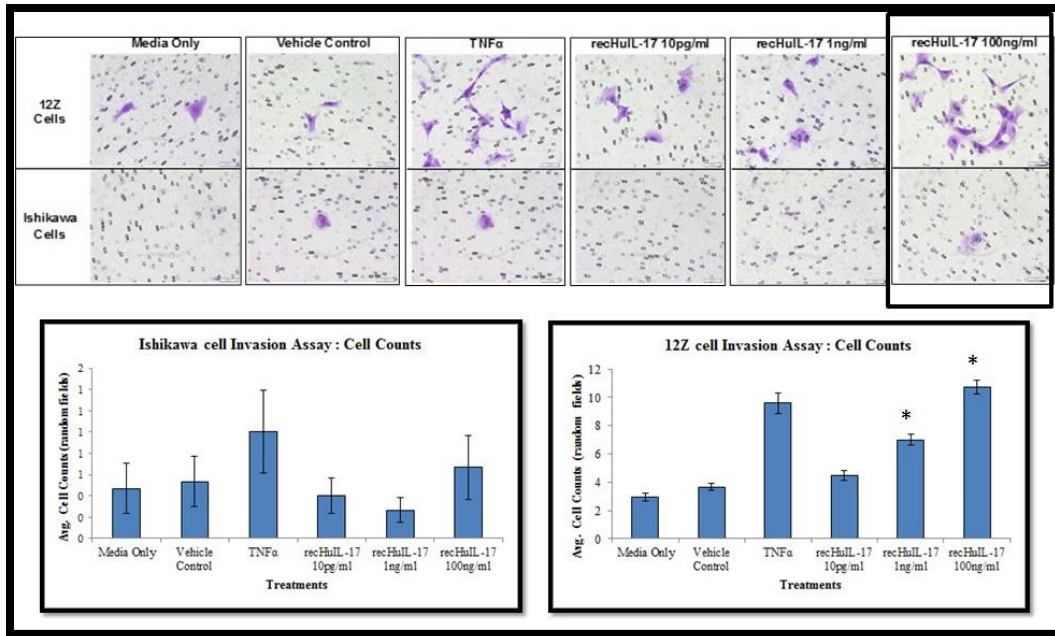 Media Only
Vehicle Control
TNFα
recHuIL-17 10pg/ml
recHuIL-17 1ng/ml
recHuIL-17 100ng/ml
12Z
Cells
Ishikawa
Cells
Ishikawa cell Invasion Assay : Cell Counts
Avg. Cell Counts (random fields)
2
1
1
1
1
1
0
0
0
Media Only
Vehicle
Control
TNFα
recHuIL-17
10pg/ml
recHuIL-17
1ng/ml
recHuIL-17
100ng/ml
Treatments
12Z cell Invasion Assay : Cell Counts
Avg. Cell Counts (random fields)
12
10
8
6
4
2
0
*
*
Media Only
Vehicle
Control
TNFα
recHuIL-17
10pg/ml
recHuIL-17
1ng/ml
recHuIL-17
100ng/ml
Treatments